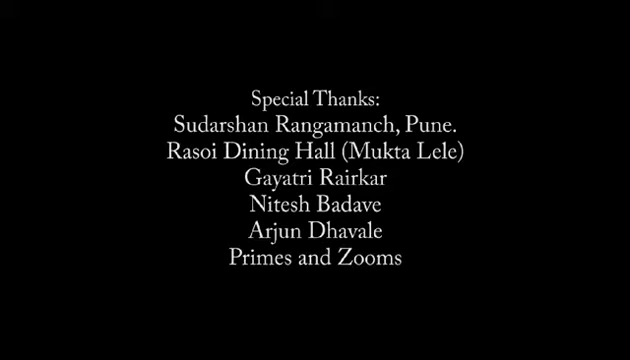 Special Thanks:
Sudarshan Rangamanch, Pune.
Rasoi Dining Hall (Mukta Lele)
Gayatri Rairkar
Nitesh Badave
Arjun Dhavale
Primes and Zooms